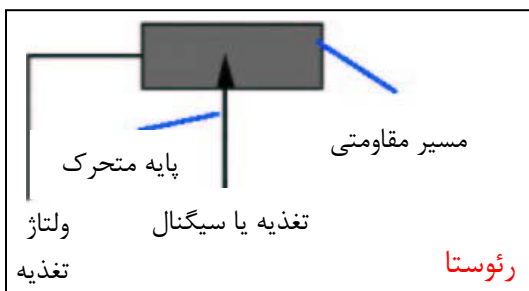 مسیر مقاومتی
پایه متحرک
تغذیه یا سیگنال
ولتاژ
تغذیه
رئوستا